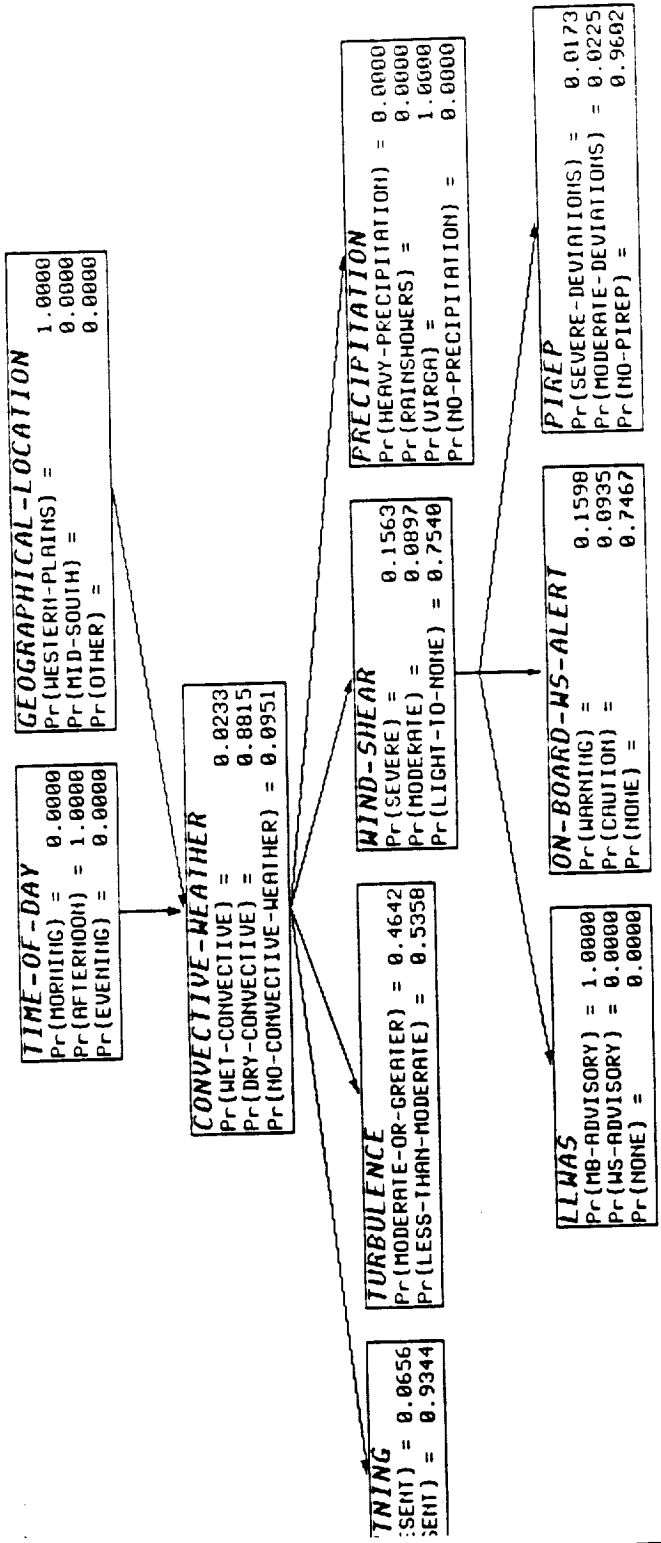 TIME-OF-DAY
Pr{MORNING} = 0.0000
Pr{AFTERNOON} = 1.0000
Pr{EVENING} = 0.0000
GEOGRAPHICAL-LOCATION
Pr{WESTERN-PLAINS} = 1.0000
Pr{MID-SOUTH} = 0.0000
Pr{OTHER} = 0.0000
CONVECTIVE-WEATHER
Pr{WET-CONVECTIVE} = 0.0233
Pr{DRY-CONVECTIVE} = 0.8815
Pr{NO-CONVECTIVE-WEATHER} = 0.0951
TNING
SENT} = 0.0656
SENT} = 0.9344
TURBULENCE
Pr{MODERATE-OR-GREATER} = 0.4642
Pr{LESS-THAN-MODERATE} = 0.5358
WIND-SHEAR
Pr{SEVERE} = 0.1563
Pr{MODERATE} = 0.0897
Pr{LIGHT-TO-NONE} = 0.7540
PRECIPITATION
Pr{HEAVY-PRECIPITATION} = 0.0000
Pr{RAINSHOWERS} = 0.0000
Pr{VIRGA} = 1.0000
Pr{NO-PRECIPITATION} = 0.0000
LLWAS
Pr{MB-ADVISORY} = 1.0000
Pr{WS-ADVISORY} = 0.0000
Pr{NONE} = 0.0000
ON-BOARD-WS-ALERT
Pr{WARNING} = 0.1598
Pr{CAUTION} = 0.0935
Pr{NONE} = 0.7467
PIREP
Pr{SEVERE-DEVIATIONS} = 0.0173
Pr{MODERATE-DEVIATIONS} = 0.0225
Pr{NO-PIREP} = 0.9602